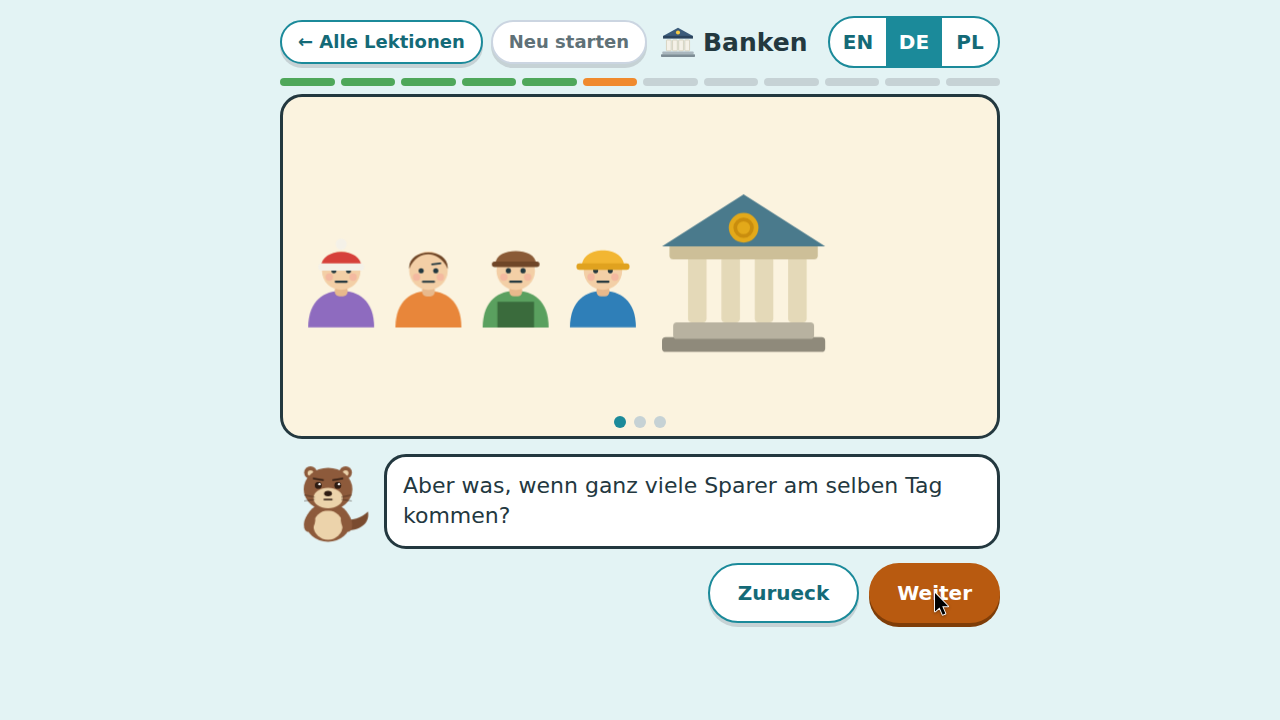 ← Alle Lektionen
Neu starten
Banken
EN DE PL
Aber was, wenn ganz viele Sparer am selben Tag
kommen?
Zurueck
Weiter